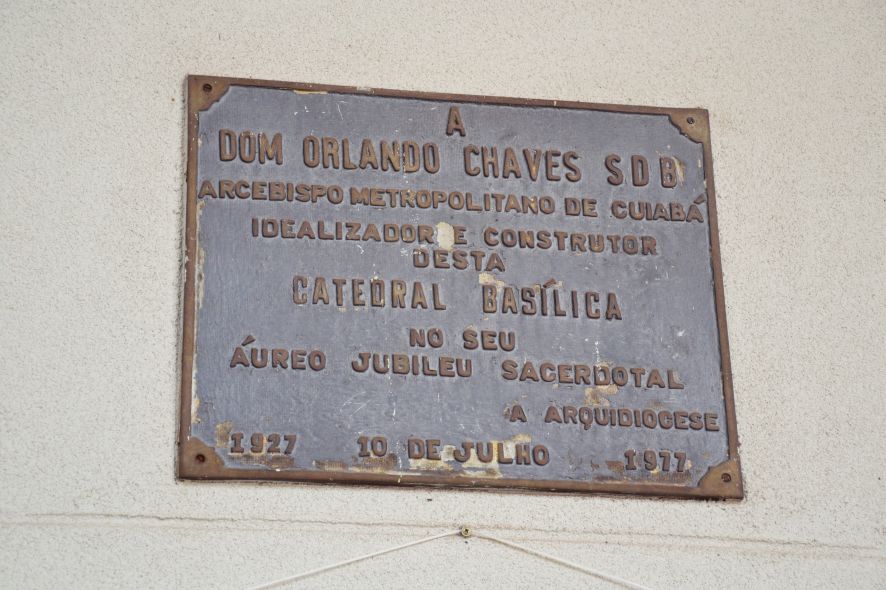 A
DOM ORLANDO CHAVES S.D.B.
ARCEBISPO METROPOLITANO DE CUIABÁ
IDEALIZADOR E CONSTRUTOR
DESTA
CATEDRAL BASÍLICA
NO SEU
ÁUREO JUBILEU SACERDOTAL
A ARQUIDIOCESE
1927 10 DE JULHO 1977